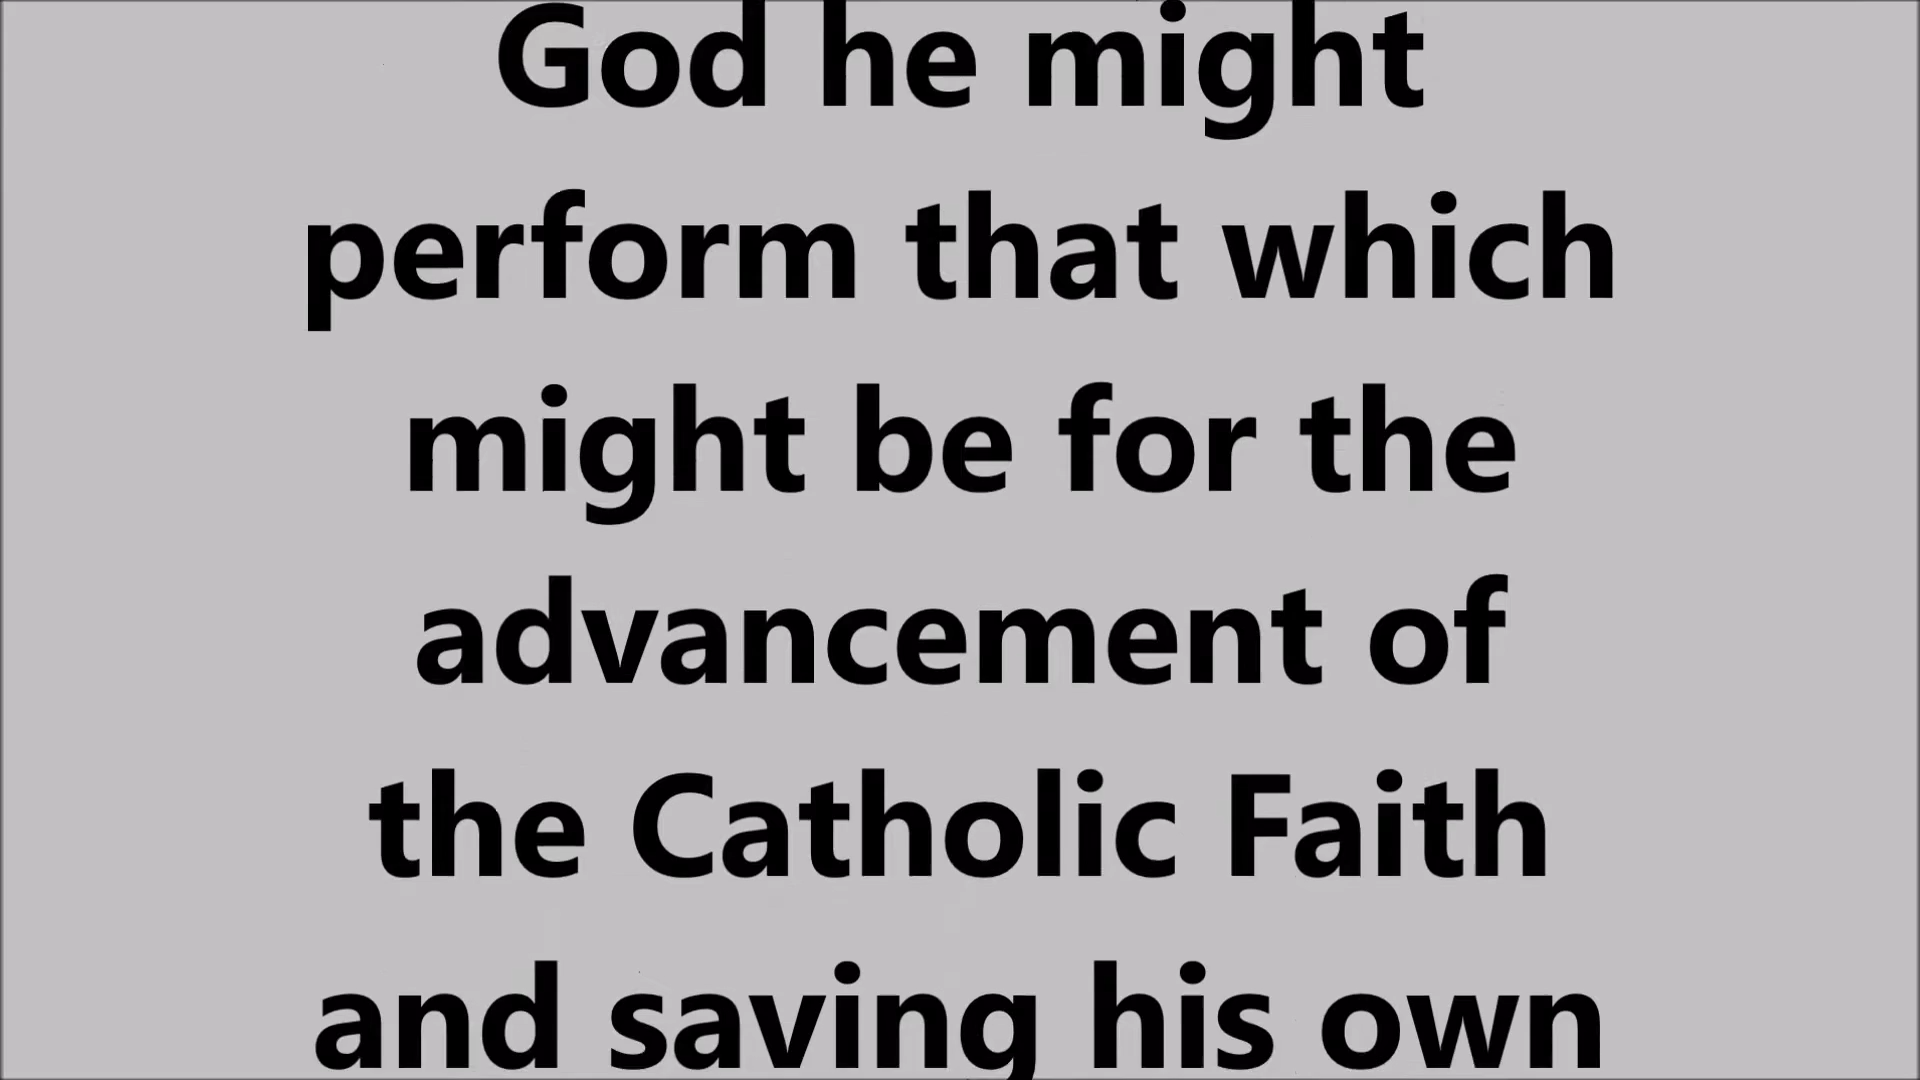 God he might
perform that which
might be for the
advancement of
the Catholic Faith
and saving his own